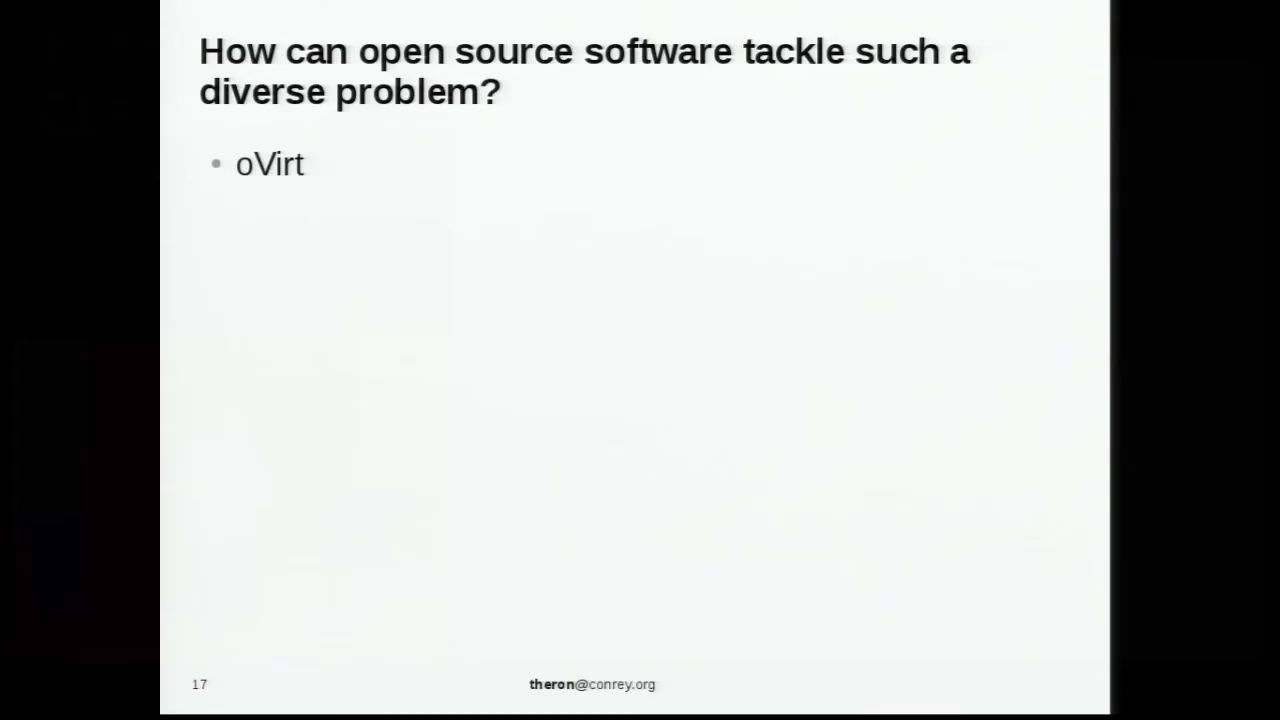 How can open source software tackle such a
diverse problem?
• oVirt
17
theron@conrey.org